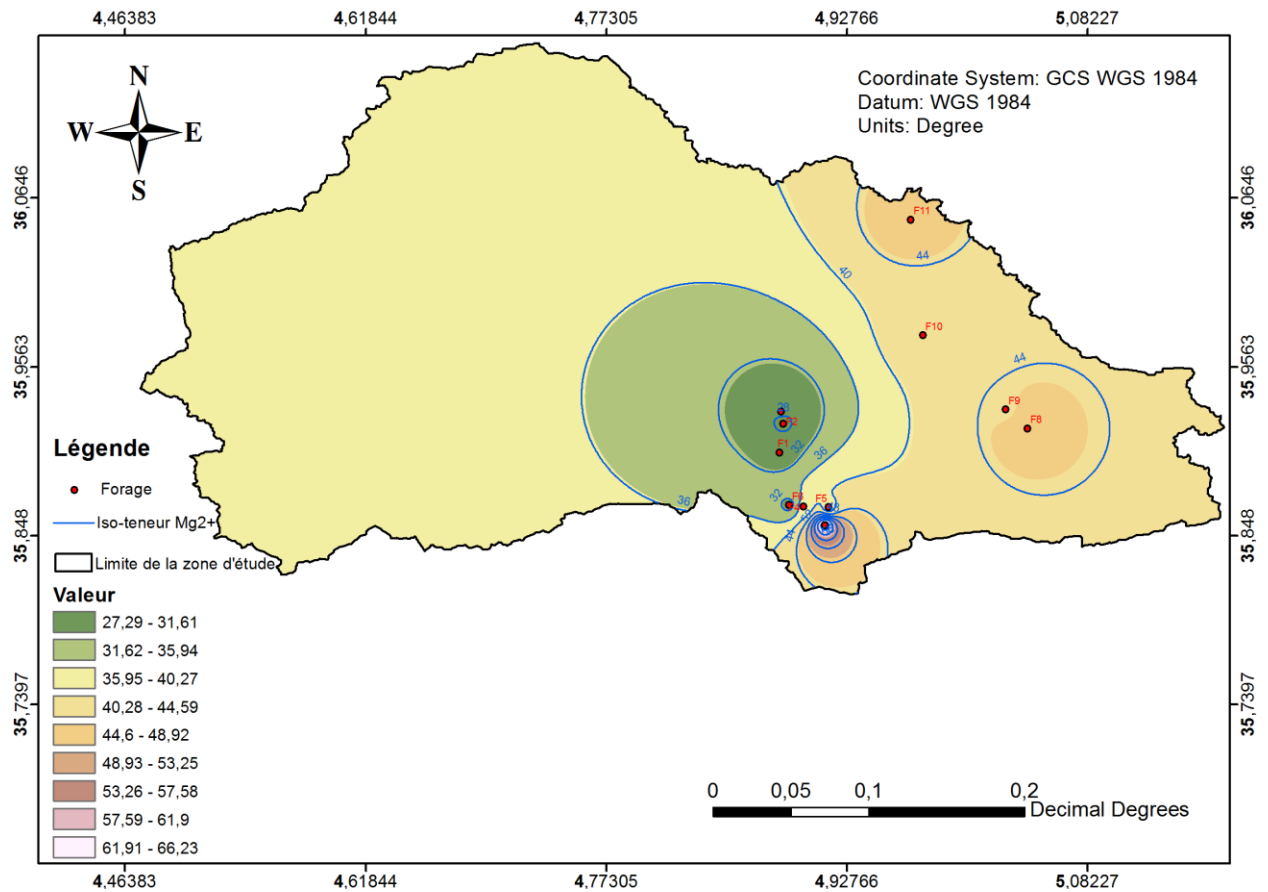 4,46383 4,61844 4,77305 4,92766 5,08227
N
W E
S
Coordinate System: GCS WGS 1984
Datum: WGS 1984
Units: Degree
36,0646 36,0646
F11
44
40
F10
35,9563 35,9563
44
F9
F8
28
F2
F1
32
36
36
32
F5
44
35,848 35,848
Légende
Forage
Iso-teneur Mg2+
Limite de la zone d'étude
Valeur
27,29 - 31,61
31,62 - 35,94
35,95 - 40,27
40,28 - 44,59
44,6 - 48,92
48,93 - 53,25
53,26 - 57,58
57,59 - 61,9
61,91 - 66,23
35,7397 35,7397
0 0,05 0,1 0,2
Decimal Degrees
4,46383 4,61844 4,77305 4,92766 5,08227